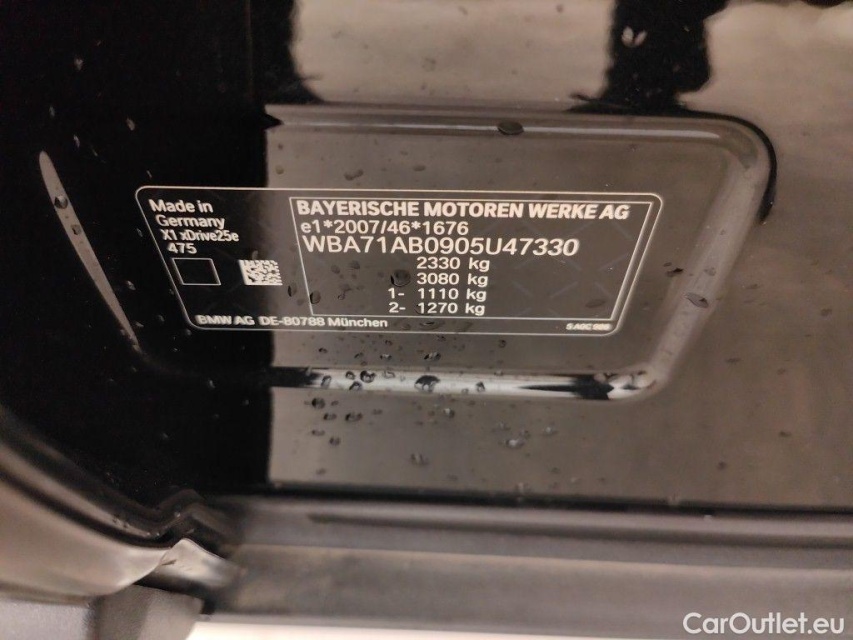 Made in
Germany
X1 xDrive25e
475
BAYERISCHE MOTOREN WERKE AG
e1*2007/46*1676
WBA71AB0905U47330
2330 kg
3080 kg
1- 1110 kg
2- 1270 kg
BMW AG DE-80788 München
CarOutlet.eu